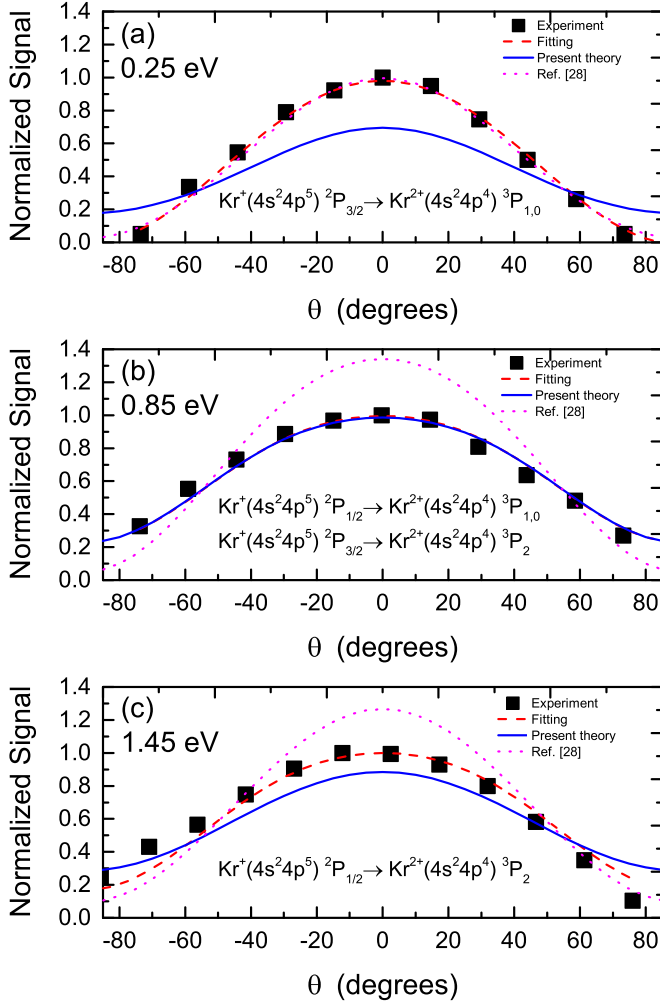 (a)
0.25 eV
Experiment
Fitting
Present theory
Ref. [28]
Kr⁺(4s²4p⁵) ²P₃/₂→ Kr²⁺(4s²4p⁴) ³P₁,₀
Normalized Signal
1.4
1.2
1.0
0.8
0.6
0.4
0.2
0.0
-80 -60 -40 -20 0 20 40 60 80
θ (degrees)
(b)
0.85 eV
Experiment
Fitting
Present theory
Ref. [28]
Kr⁺(4s²4p⁵) ²P₁/₂→ Kr²⁺(4s²4p⁴) ³P₁,₀
Kr⁺(4s²4p⁵) ²P₃/₂→ Kr²⁺(4s²4p⁴) ³P₂
Normalized Signal
1.4
1.2
1.0
0.8
0.6
0.4
0.2
0.0
-80 -60 -40 -20 0 20 40 60 80
θ (degrees)
(c)
1.45 eV
Experiment
Fitting
Present theory
Ref. [28]
Kr⁺(4s²4p⁵) ²P₁/₂→ Kr²⁺(4s²4p⁴) ³P₂
Normalized Signal
1.4
1.2
1.0
0.8
0.6
0.4
0.2
0.0
-80 -60 -40 -20 0 20 40 60 80
θ (degrees)